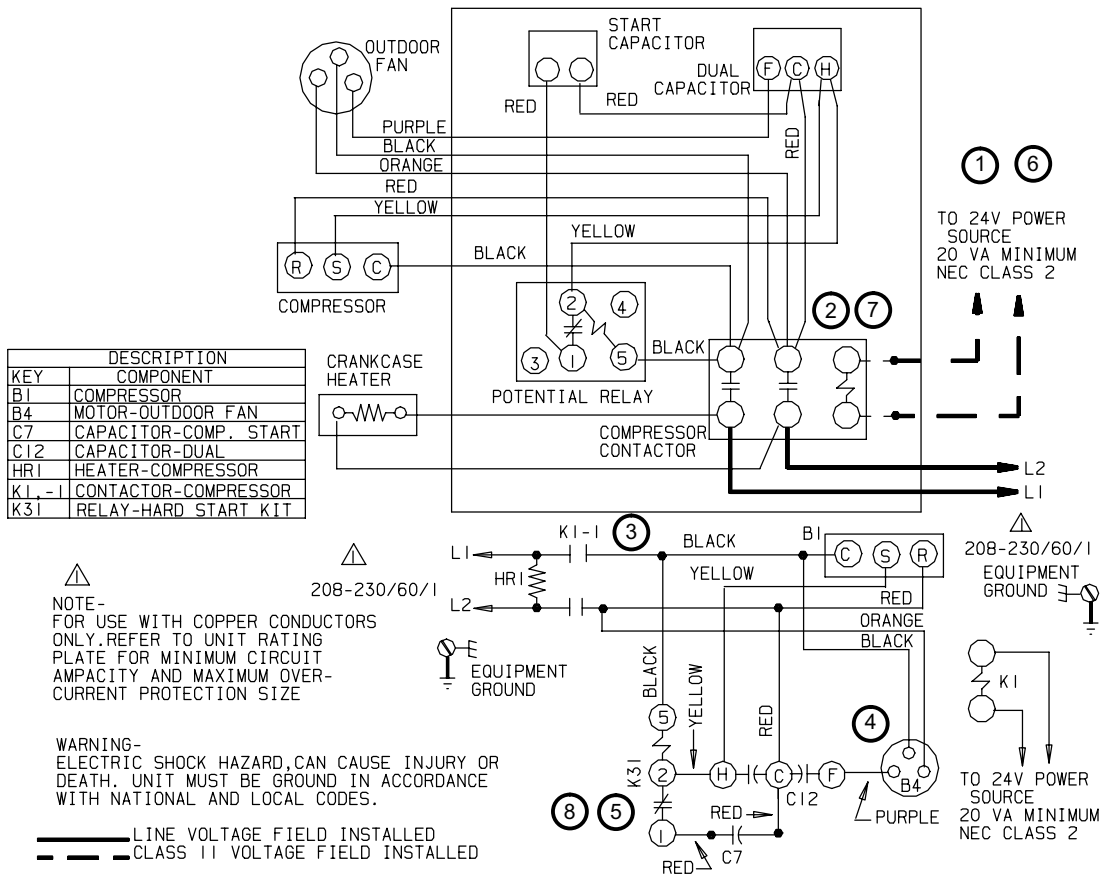 START
CAPACITOR
OUTDOOR
FAN
DUAL
CAPACITOR
F C H
RED
RED
RED
PURPLE
BLACK
ORANGE
RED
YELLOW
1 6
TO 24V POWER
SOURCE
20 VA MINIMUM
NEC CLASS 2
YELLOW
BLACK
R S C
COMPRESSOR
2 4
3 1 5
BLACK
POTENTIAL RELAY
2 7
CRANKCASE
HEATER
COMPRESSOR
CONTACTOR
L2
L1
DESCRIPTION
KEY COMPONENT
B1 COMPRESSOR
B4 MOTOR-OUTDOOR FAN
C7 CAPACITOR-COMP. START
C12 CAPACITOR-DUAL
HR1 HEATER-COMPRESSOR
K1,-1 CONTACTOR-COMPRESSOR
K31 RELAY-HARD START KIT
208-230/60/1
EQUIPMENT
GROUND
K1-1 3
B1
L1
BLACK
C S R
HR1
YELLOW
208-230/60/1
L2
RED
ORANGE
BLACK
EQUIPMENT
GROUND
BLACK
YELLOW
RED
K1
4
5
K31
2
H C F
B4
C12
PURPLE
8 5
1
RED
C7
RED
TO 24V POWER
SOURCE
20 VA MINIMUM
NEC CLASS 2
NOTE-
FOR USE WITH COPPER CONDUCTORS
ONLY.REFER TO UNIT RATING
PLATE FOR MINIMUM CIRCUIT
AMPACITY AND MAXIMUM OVER-
CURRENT PROTECTION SIZE
WARNING-
ELECTRIC SHOCK HAZARD,CAN CAUSE INJURY OR
DEATH. UNIT MUST BE GROUND IN ACCORDANCE
WITH NATIONAL AND LOCAL CODES.
LINE VOLTAGE FIELD INSTALLED
CLASS 11 VOLTAGE FIELD INSTALLED